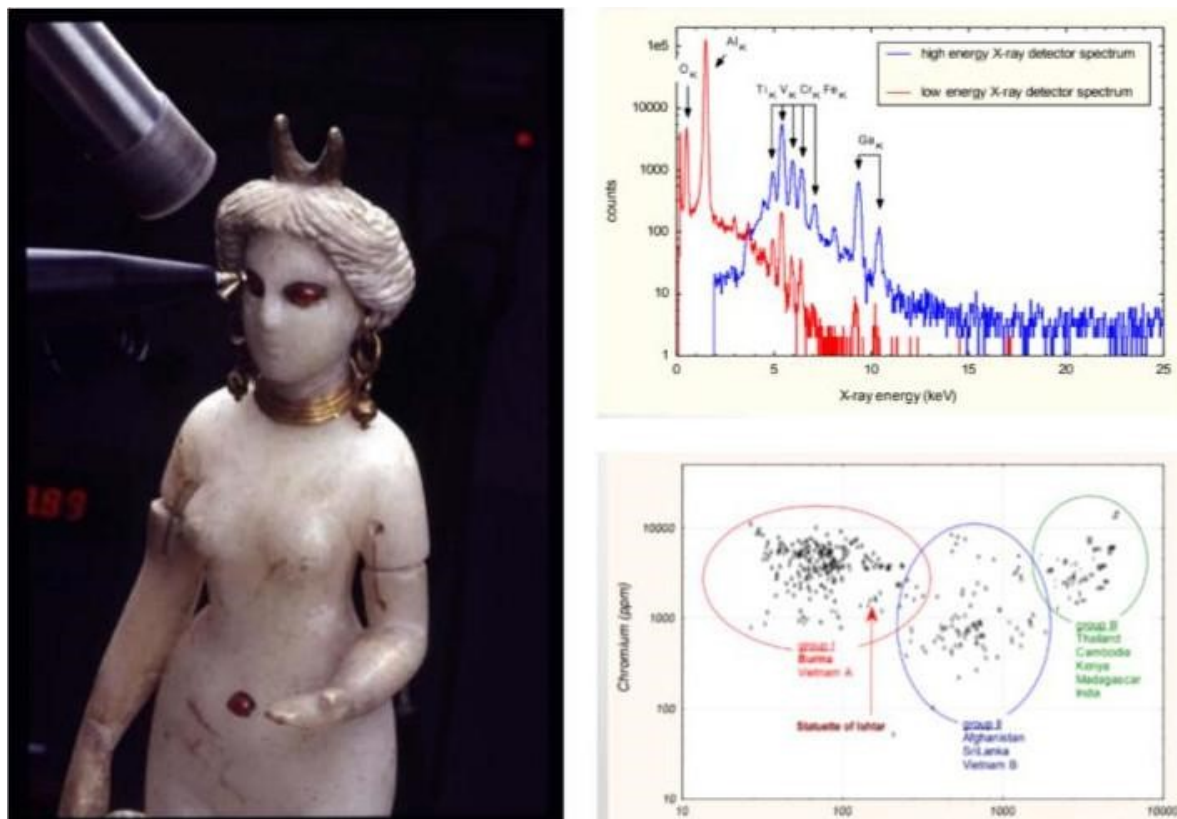 1e5
10000
1000
100
10
1
counts
O K
Al K
Ti K V K Cr K Fe K
Ga K
high energy X-ray detector spectrum
low energy X-ray detector spectrum
0 5 10 15 20 25
X-ray energy (keV)
10000
1000
100
10
Chromium (ppm)
group I
Burma
Vietnam A
Statuette of Ishtar
group II
Afghanistan
SriLanka
Vietnam B
group III
Thailand
Cambodia
Kenya
Madagascar
India
10 100 1000 10000